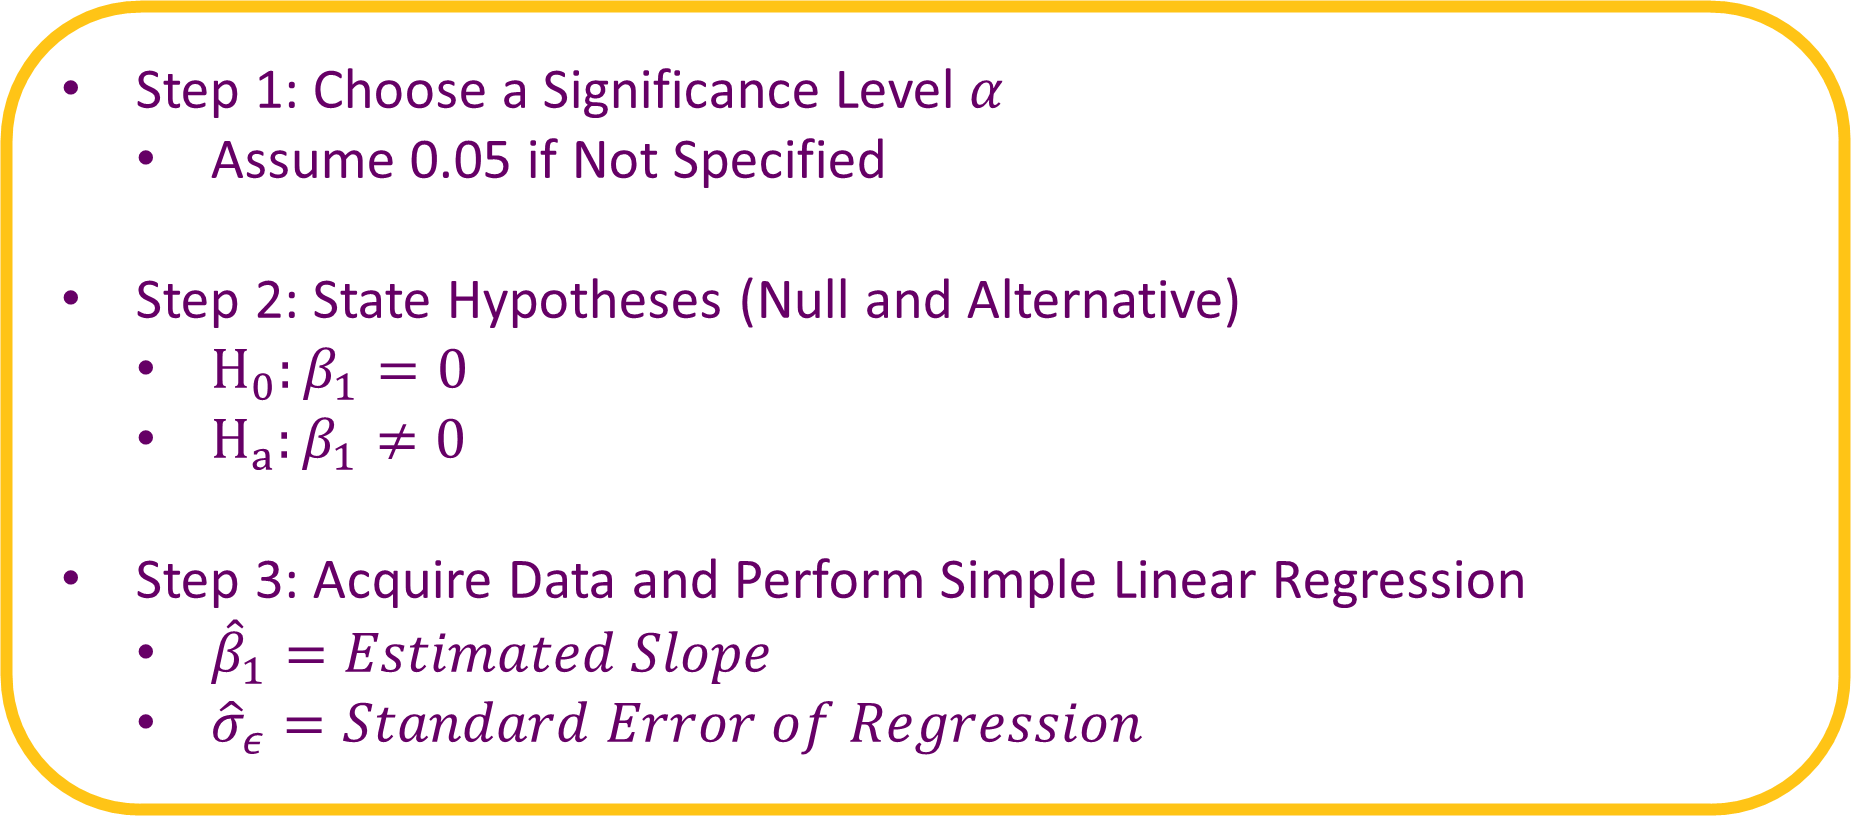 • Step 1: Choose a Significance Level α
• Assume 0.05 if Not Specified
• Step 2: State Hypotheses (Null and Alternative)
• H₀: β₁ = 0
• Hₐ: β₁ ≠ 0
• Step 3: Acquire Data and Perform Simple Linear Regression
• β̂₁ = Estimated Slope
• σ̂_ϵ = Standard Error of Regression